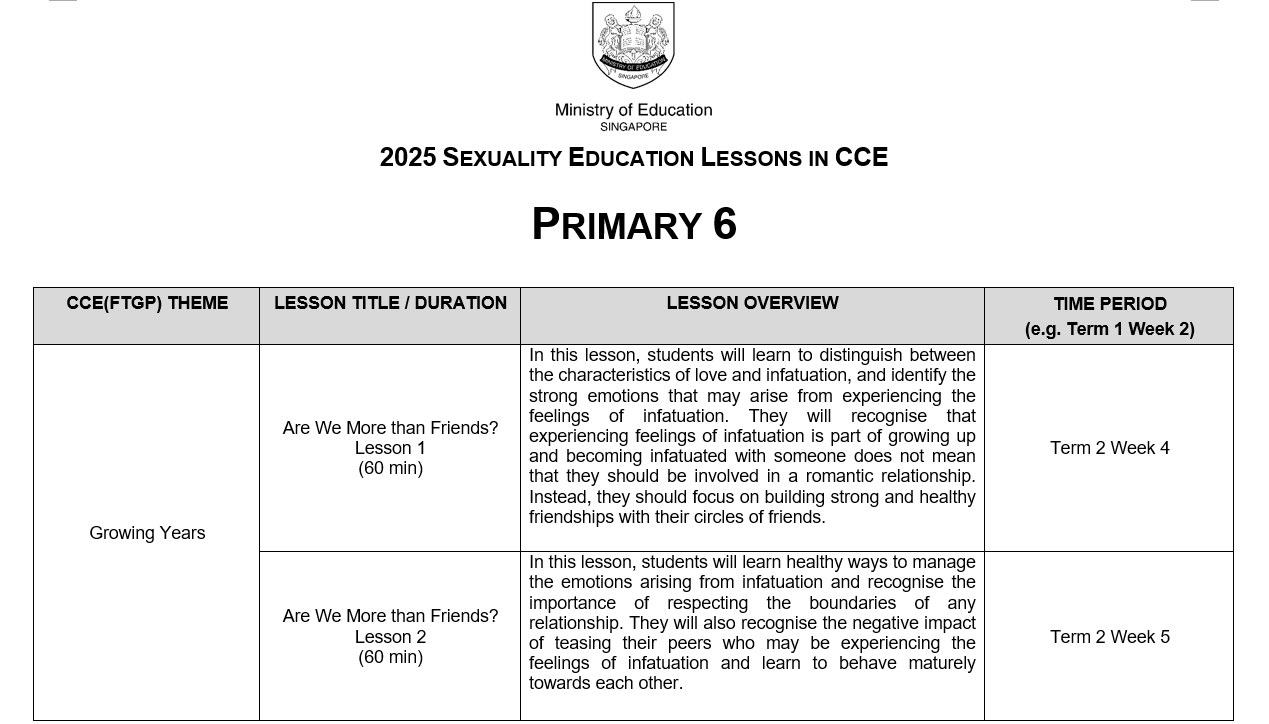 MINISTRY OF EDUCATION
SINGAPORE
Ministry of Education
SINGAPORE
2025 SEXUALITY EDUCATION LESSONS IN CCE
PRIMARY 6
CCE(FTGP) THEME
LESSON TITLE / DURATION
LESSON OVERVIEW
TIME PERIOD
(e.g. Term 1 Week 2)
Growing Years
Are We More than Friends?
Lesson 1
(60 min)
In this lesson, students will learn to distinguish between
the characteristics of love and infatuation, and identify the
strong emotions that may arise from experiencing the
feelings of infatuation. They will recognise that
experiencing feelings of infatuation is part of growing up
and becoming infatuated with someone does not mean
that they should be involved in a romantic relationship.
Instead, they should focus on building strong and healthy
friendships with their circles of friends.
Term 2 Week 4
Are We More than Friends?
Lesson 2
(60 min)
In this lesson, students will learn healthy ways to manage
the emotions arising from infatuation and recognise the
importance of respecting the boundaries of any
relationship. They will also recognise the negative impact
of teasing their peers who may be experiencing the
feelings of infatuation and learn to behave maturely
towards each other.
Term 2 Week 5